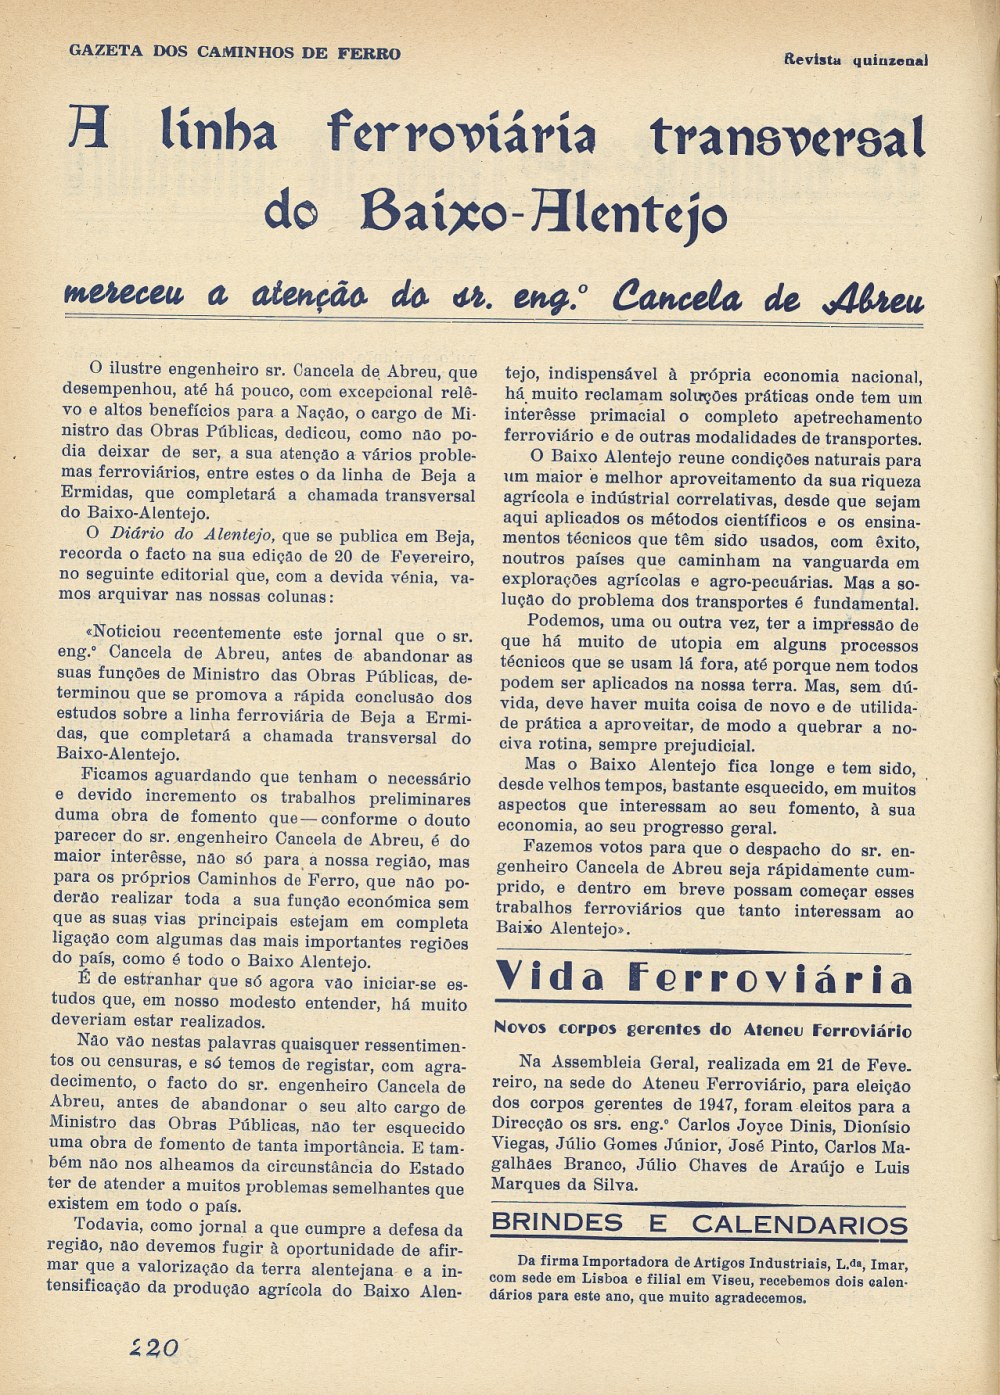 GAZETA DOS CAMINHOS DE FERRO
Revista quinzenal
A linha ferroviária transversal
do Baixo-Alentejo
mereceu a atenção do sr. eng.º Cancela de Abreu
O ilustre engenheiro sr. Cancela de Abreu, que
desempenhou, até há pouco, com excepcional relê-
vo e altos benefícios para a Nação, o cargo de Mi-
nistro das Obras Públicas, dedicou, como não po-
dia deixar de ser, a sua atenção a vários proble-
mas ferroviários, entre estes o da linha de Beja a
Ermidas, que completará a chamada transversal
do Baixo-Alentejo.
O Diário do Alentejo, que se publica em Beja,
recorda o facto na sua edição de 20 de Fevereiro,
no seguinte editorial que, com a devida vénia, va-
mos arquivar nas nossas colunas:
«Noticiou recentemente este jornal que o sr.
eng.º Cancela de Abreu, antes de abandonar as
suas funções de Ministro das Obras Públicas, de-
terminou que se promova a rápida conclusão dos
estudos sobre a linha ferroviária de Beja a Ermi-
das, que completará a chamada transversal do
Baixo-Alentejo.
Ficamos aguardando que tenham o necessário
e devido incremento os trabalhos preliminares
duma obra de fomento que—conforme o douto
parecer do sr. engenheiro Cancela de Abreu, é do
maior interêsse, não só para a nossa região, mas
para os próprios Caminhos de Ferro, que não po-
derão realizar toda a sua função económica sem
que as suas vias principais estejam em completa
ligação com algumas das mais importantes regiões
do país, como é todo o Baixo Alentejo.
É de estranhar que só agora vão iniciar-se es-
tudos que, em nosso modesto entender, há muito
deveriam estar realizados.
Não vão nestas palavras quaisquer ressentimen-
tos ou censuras, e só temos de registar, com agra-
decimento, o facto do sr. engenheiro Cancela de
Abreu, antes de abandonar o seu alto cargo de
Ministro das Obras Públicas, não ter esquecido
uma obra de fomento de tanta importância. E tam-
bém não nos alheamos da circunstância do Estado
ter de atender a muitos problemas semelhantes que
existem em todo o país.
Todavia, como jornal a que cumpre a defesa da
região, não devemos fugir à oportunidade de afir-
mar que a valorização da terra alentejana e a in-
tensificação da produção agrícola do Baixo Alen-
tejo, indispensável à própria economia nacional,
há muito reclamam soluções práticas onde tem um
interêsse primacial o completo apetrechamento
ferroviário e de outras modalidades de transportes.
O Baixo Alentejo reune condições naturais para
um maior e melhor aproveitamento da sua riqueza
agrícola e indústrial correlativas, desde que sejam
aqui aplicados os métodos científicos e os ensina-
mentos técnicos que têm sido usados, com êxito,
noutros países que caminham na vanguarda em
explorações agrícolas e agro-pecuárias. Mas a so-
lução do problema dos transportes é fundamental.
Podemos, uma ou outra vez, ter a impressão de
que há muito de utopia em alguns processos
técnicos que se usam lá fora, até porque nem todos
podem ser aplicados na nossa terra. Mas, sem dú-
vida, deve haver muita coisa de novo e de utilida-
de prática a aproveitar, de modo a quebrar a no-
civa rotina, sempre prejudicial.
Mas o Baixo Alentejo fica longe e tem sido,
desde velhos tempos, bastante esquecido, em muitos
aspectos que interessam ao seu fomento, à sua
economia, ao seu progresso geral.
Fazemos votos para que o despacho do sr. en-
genheiro Cancela de Abreu seja rápidamente cum-
prido, e dentro em breve possam começar esses
trabalhos ferroviários que tanto interessam ao
Baixo Alentejo».
Vida Ferroviária
Novos corpos gerentes do Ateneu Ferroviário
Na Assembleia Geral, realizada em 21 de Feve.
reiro, na sede do Ateneu Ferroviário, para eleição
dos corpos gerentes de 1947, foram eleitos para a
Direcção os srs. eng.º Carlos Joyce Dinis, Dionísio
Viegas, Júlio Gomes Júnior, José Pinto, Carlos Ma-
galhães Branco, Júlio Chaves de Araújo e Luis
Marques da Silva.
BRINDES E CALENDARIOS
Da firma Importadora de Artigos Industriais, L.da, Imar,
com sede em Lisboa e filial em Viseu, recebemos dois calen-
dários para este ano, que muito agradecemos.
220